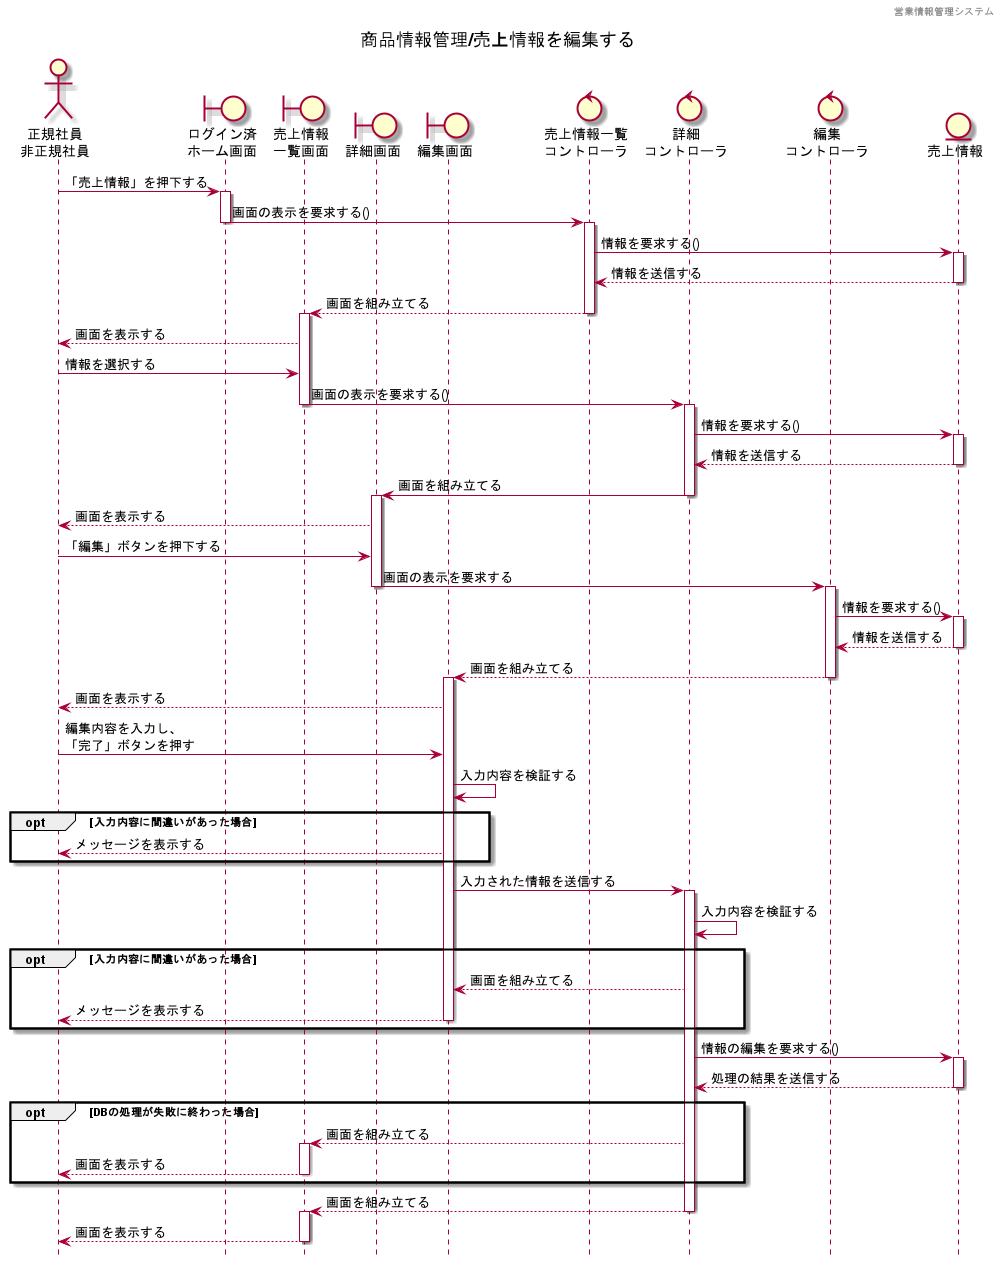 営業情報管理システム
商品情報管理/売上情報を編集する
正規社員
非正規社員
ログイン済
ホーム画面
売上情報
一覧画面
詳細画面
編集画面
売上情報一覧
コントローラ
詳細
コントローラ
編集
コントローラ
売上情報
「売上情報」を押下する
画面の表示を要求する()
情報を要求する()
情報を送信する
画面を組み立てる
画面を表示する
情報を選択する
画面の表示を要求する()
情報を要求する()
情報を送信する
画面を組み立てる
画面を表示する
「編集」ボタンを押下する
画面の表示を要求する
情報を要求する()
情報を送信する
画面を組み立てる
画面を表示する
編集内容を入力し、
「完了」ボタンを押す
入力内容を検証する
opt [入力内容に間違いがあった場合]
メッセージを表示する
入力された情報を送信する
入力内容を検証する
opt [入力内容に間違いがあった場合]
画面を組み立てる
メッセージを表示する
情報の編集を要求する()
処理の結果を送信する
opt [DBの処理が失敗に終わった場合]
画面を組み立てる
画面を表示する
画面を組み立てる
画面を表示する